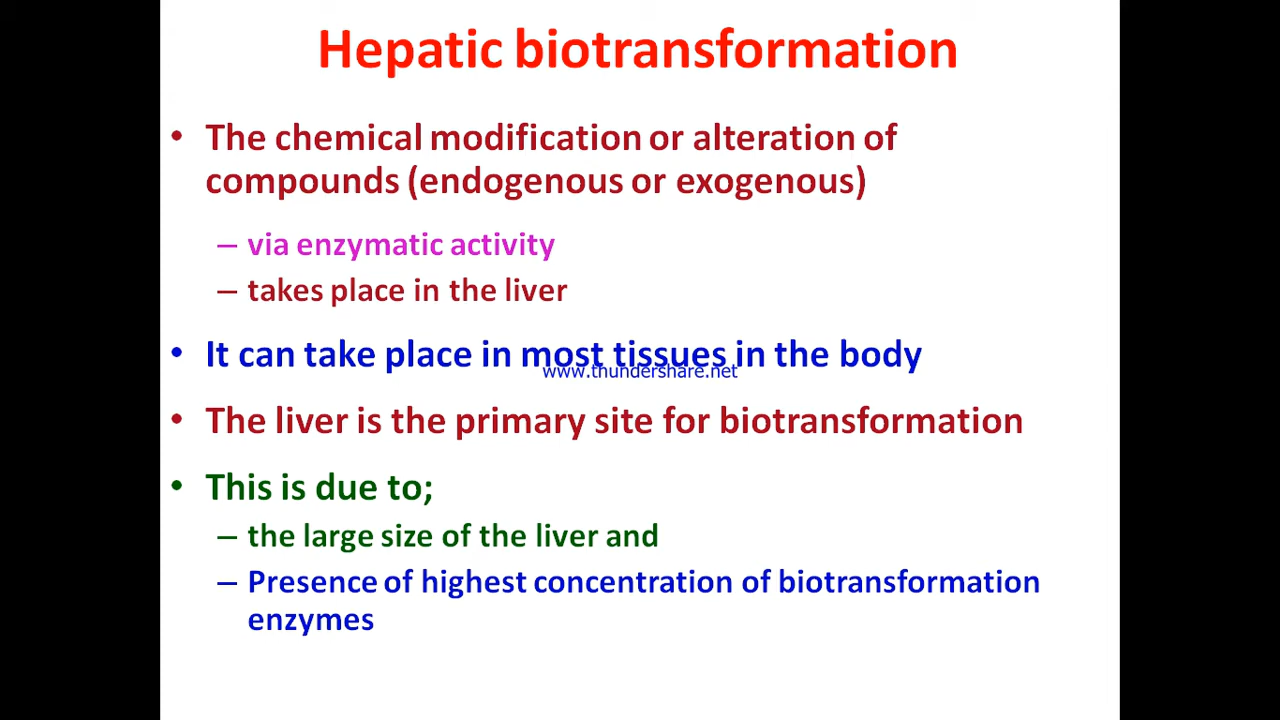 Hepatic biotransformation
• The chemical modification or alteration of
compounds (endogenous or exogenous)
– via enzymatic activity
– takes place in the liver
• It can take place in most tissues in the body
www.thundershare.net
• The liver is the primary site for biotransformation
• This is due to;
– the large size of the liver and
– Presence of highest concentration of biotransformation
enzymes